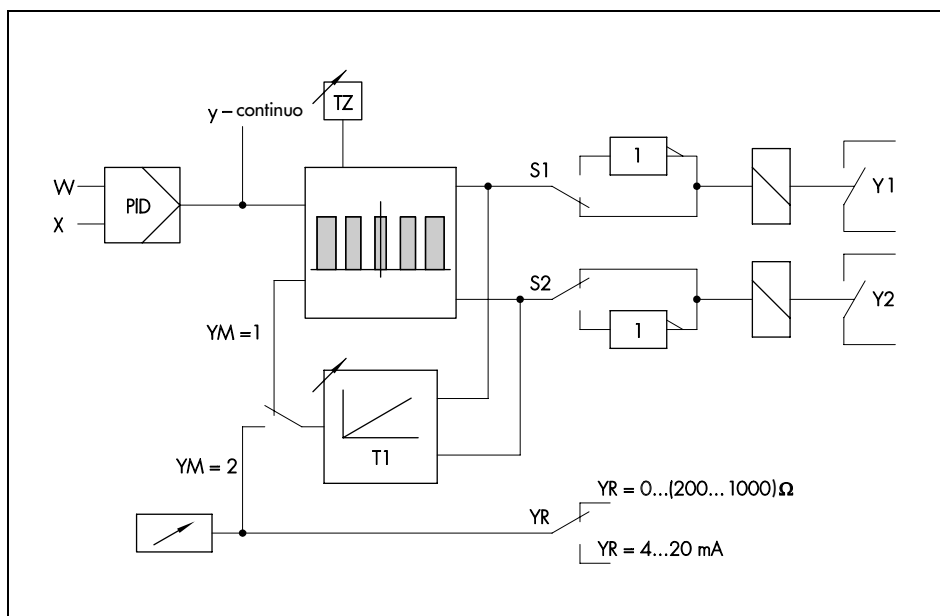 y – continuo
TZ
W
X
PID
S1
1
Y1
S2
1
Y2
YM = 1
T1
YM = 2
YR = 0...(200... 1000) Ω
YR
YR = 4...20 mA